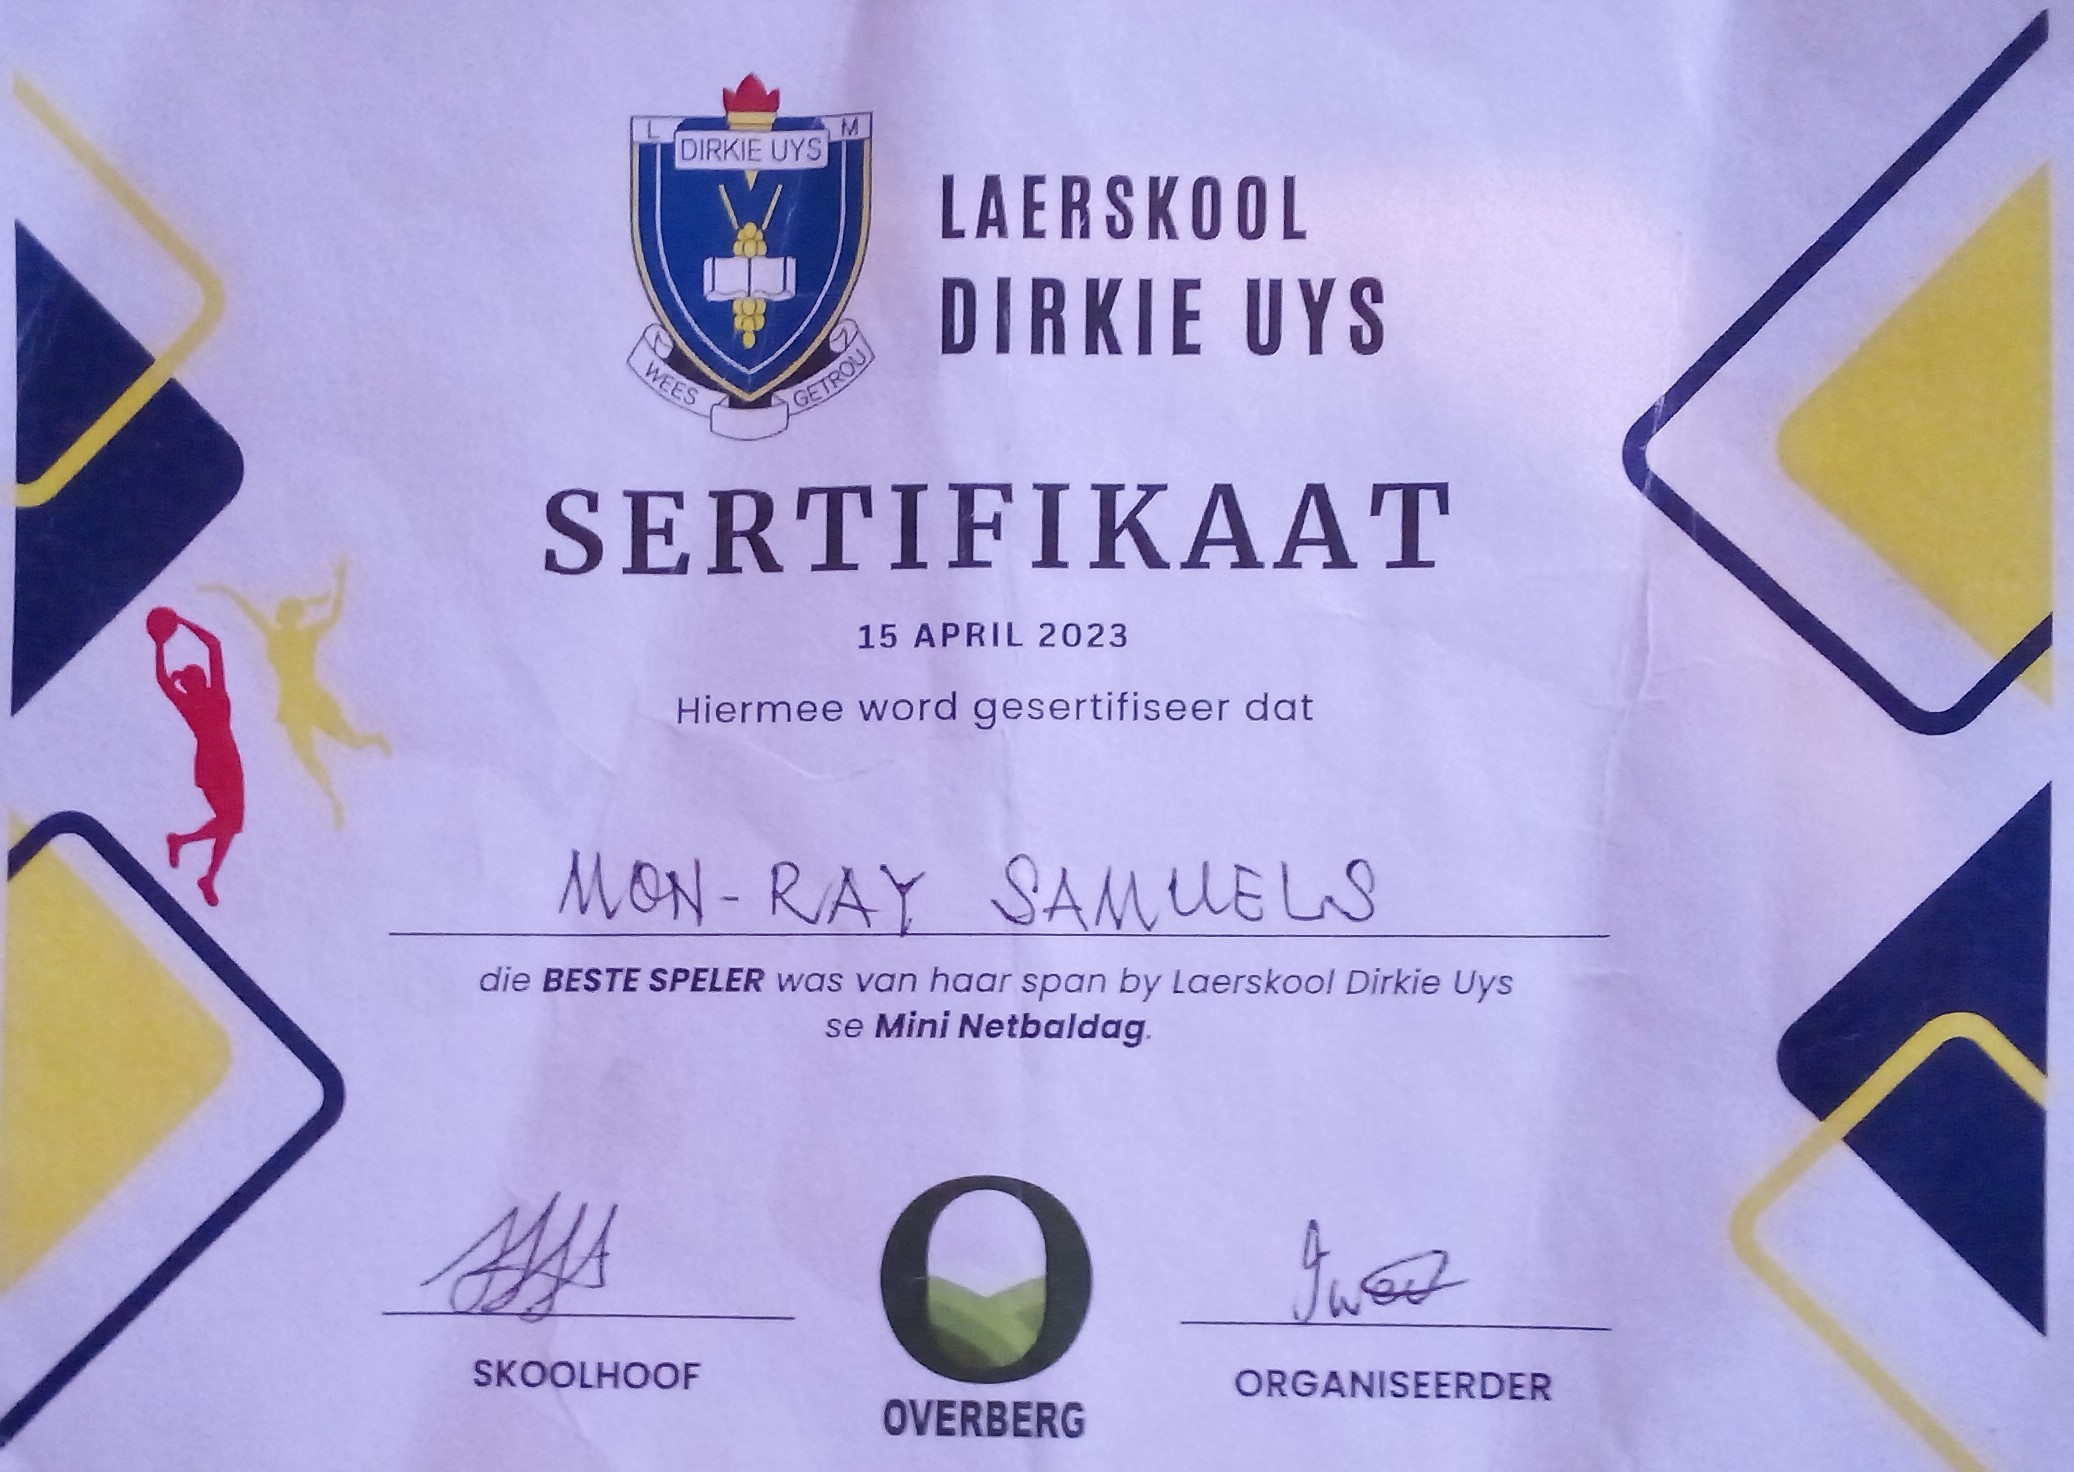 L M
DIRKIE UYS
WEES GETROU
LAERSKOOL
DIRKIE UYS
SERTIFIKAAT
15 APRIL 2023
Hiermee word gesertifiseer dat
MON-RAY SAMUELS
die BESTE SPELER was van haar span by Laerskool Dirkie Uys
se Mini Netbaldag.
SKOOLHOOF
OVERBERG
ORGANISEERDER